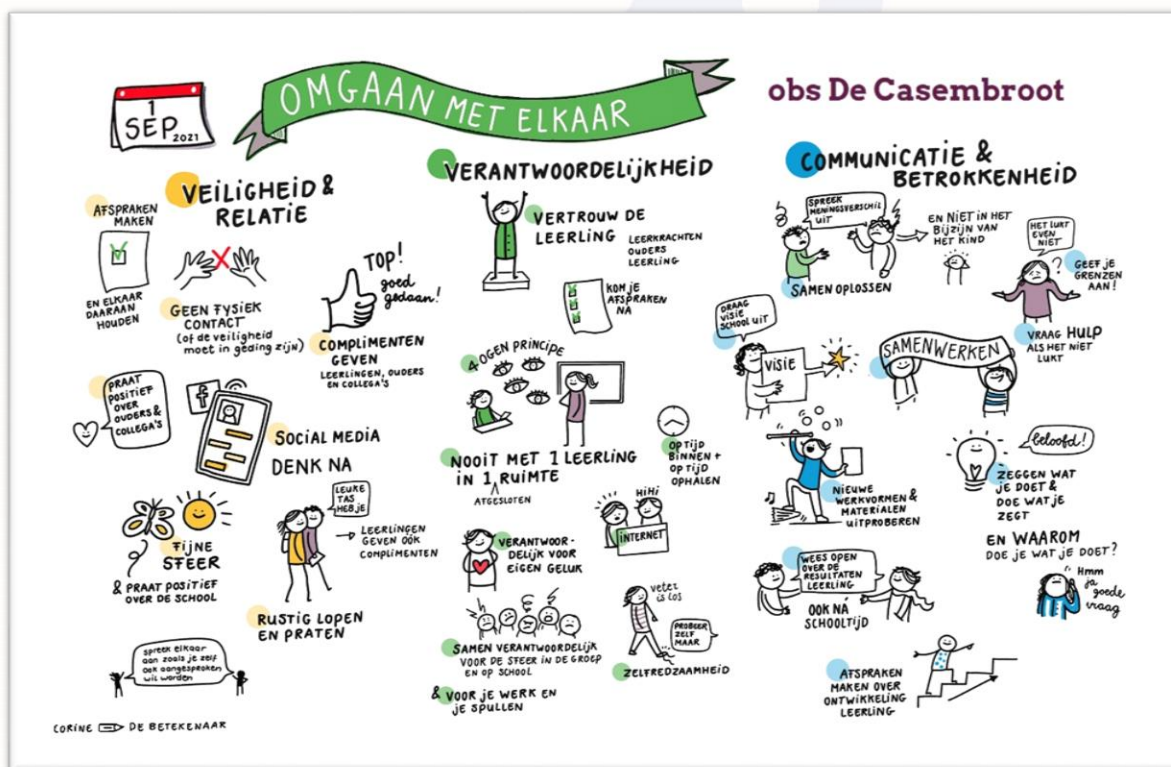 1
SEP 2021
OMGAAN MET ELKAAR
obs De Casembroot
VEILIGHEID &
RELATIE
AFSPRAKEN
MAKEN
EN ELKAAR
DAARAAN
HOUDEN
GEEN FYSIEK
CONTACT
(of de veiligheid
moet in geding zijn)
TOP!
goed
gedaan!
COMPLIMENTEN
GEVEN
LEERLINGEN, OUDERS
EN COLLEGA'S
PRAAT
POSITIEF
OVER
OUDERS &
COLLEGA'S
f
SOCIAL MEDIA
DENK NA
FIJNE
SFEER
& PRAAT POSITIEF
OVER DE SCHOOL
LEUKE
TAS
HEB JE
LEERLINGEN
GEVEN ÓÓK
COMPLIMENTEN
RUSTIG LOPEN
EN PRATEN
spreek elkaar
aan zoals je zelf
ook aangesproken
wil worden
CORINE DE BETEKENAAR
VERANTWOORDELIJKHEID
VERTROUW DE
LEERLING
LEERKRACHTEN
OUDERS
LEERLING
KOM JE
AFSPRAKEN
NA
4 OGEN PRINCIPE
NOOIT MET 1 LEERLING
IN 1 RUIMTE
AFGESLOTEN
OP TIJD
BINNEN +
OP TIJD
OPHALEN
HiHi
INTERNET
VERANTWOOR-
DELIJK VOOR
EIGEN GELUK
SAMEN VERANTWOORDELIJK
VOOR DE SFEER IN DE GROEP
EN OP SCHOOL
& VOOR JE WERK EN
JE SPULLEN
veter
is los
PROBEER
ZELF
MAAR
ZELFREDZAAMHEID
COMMUNICATIE &
BETROKKENHEID
SPREEK
MENINGSVERSCHIL
UIT
EN NIET IN HET
BIJZIJN VAN
HET KIND
SAMEN OPLOSSEN
HET LUKT
EVEN
NIET
?
GEEF JE
GRENZEN
AAN!
VRAAG HULP
ALS HET NIET
LUKT
DRAAG
VISIE
SCHOOL UIT
VISIE
SAMENWERKEN
NIEUWE
WERKVORMEN &
MATERIALEN
UITPROBEREN
beloofd!
ZEGGEN WAT
JE DOET &
DOE WAT JE
ZEGT
EN WAAROM
DOE JE WAT JE DOET?
Hmm
ja
goede
vraag
WEES OPEN
OVER DE
RESULTATEN
LEERLING
OOK NÁ
SCHOOLTIJD
AFSPRAKEN
MAKEN OVER
ONTWIKKELING
LEERLING